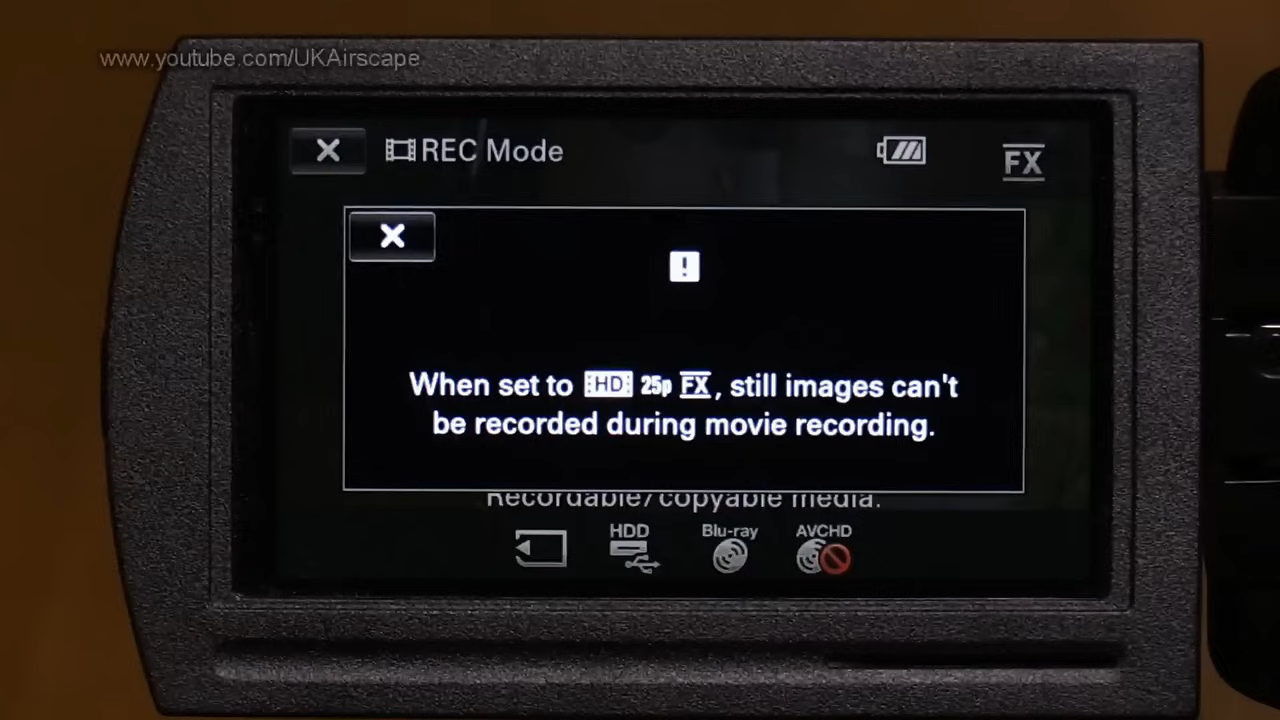 www.youtube.com/UKAirscape
REC Mode
FX
!
When set to HD 25p FX, still images can't
be recorded during movie recording.
Recordable/copyable media:
HDD Blu-ray AVCHD